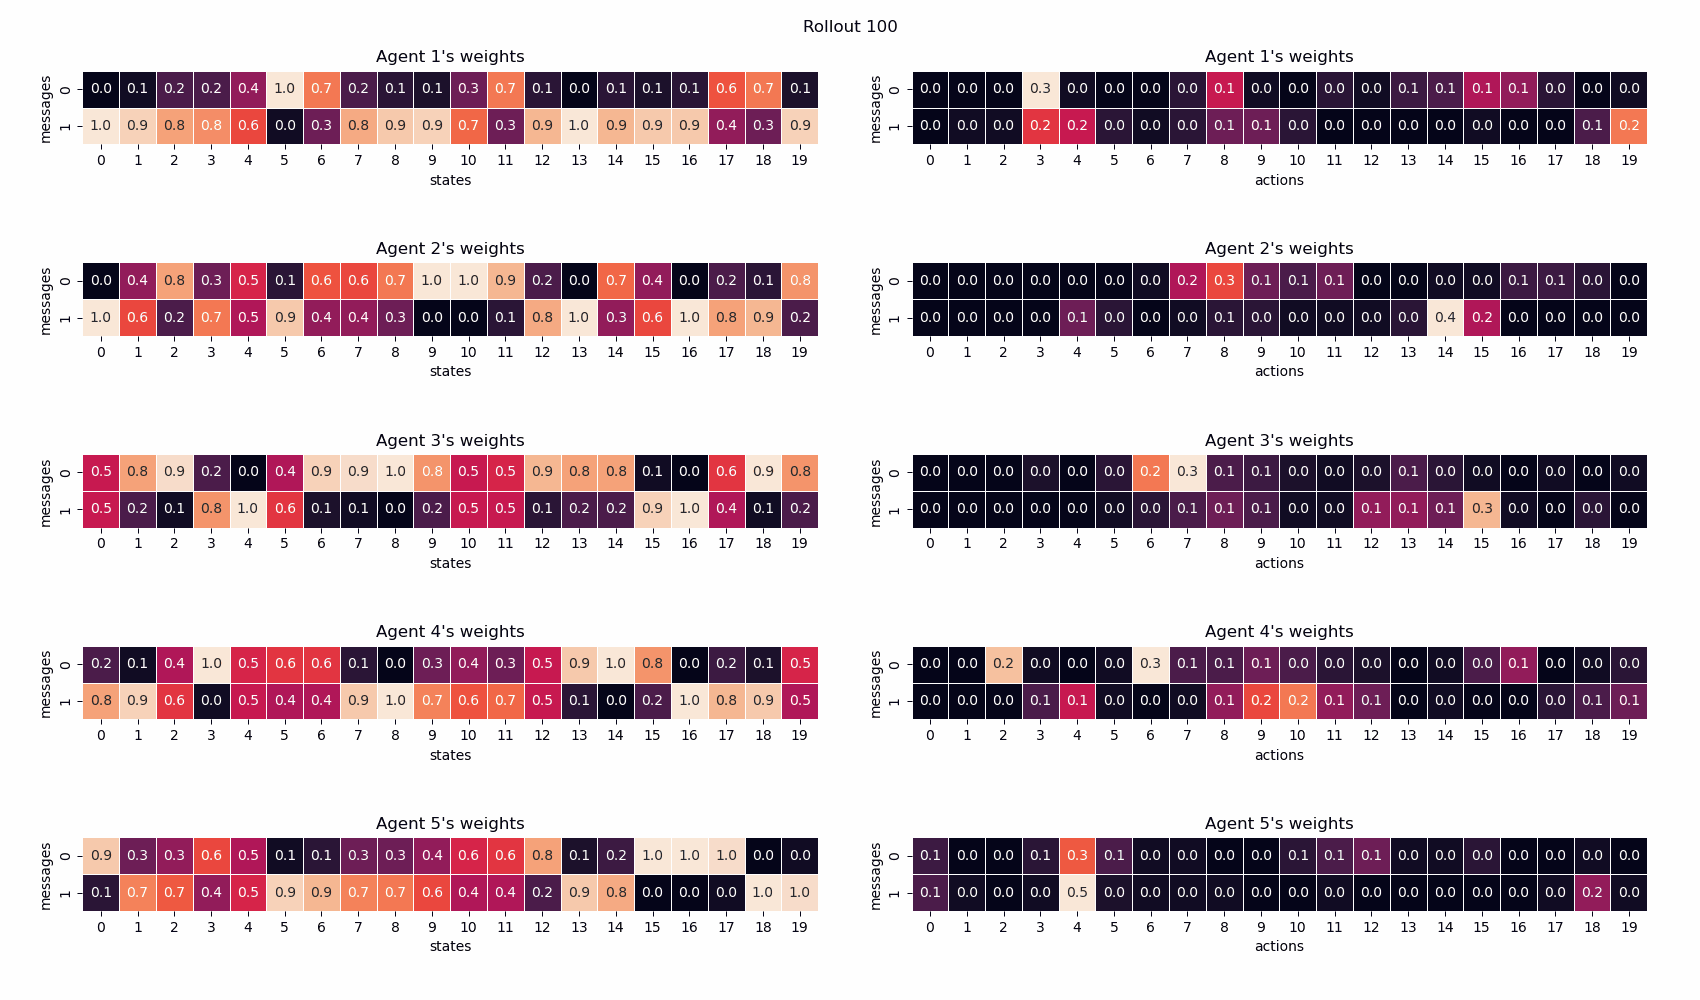 Rollout 100
Agent 1's weights
messages
0 0.0 0.1 0.2 0.2 0.4 1.0 0.7 0.2 0.1 0.1 0.3 0.7 0.1 0.0 0.1 0.1 0.1 0.6 0.7 0.1
1 1.0 0.9 0.8 0.8 0.6 0.0 0.3 0.8 0.9 0.9 0.7 0.3 0.9 1.0 0.9 0.9 0.9 0.4 0.3 0.9
0 1 2 3 4 5 6 7 8 9 10 11 12 13 14 15 16 17 18 19
states
Agent 1's weights
messages
0 0.0 0.0 0.0 0.3 0.0 0.0 0.0 0.0 0.1 0.0 0.0 0.0 0.0 0.1 0.1 0.1 0.1 0.0 0.0 0.0
1 0.0 0.0 0.0 0.2 0.2 0.0 0.0 0.0 0.1 0.1 0.0 0.0 0.0 0.0 0.0 0.0 0.0 0.0 0.1 0.2
0 1 2 3 4 5 6 7 8 9 10 11 12 13 14 15 16 17 18 19
actions
Agent 2's weights
messages
0 0.0 0.4 0.8 0.3 0.5 0.1 0.6 0.6 0.7 1.0 1.0 0.9 0.2 0.0 0.7 0.4 0.0 0.2 0.1 0.8
1 1.0 0.6 0.2 0.7 0.5 0.9 0.4 0.4 0.3 0.0 0.0 0.1 0.8 1.0 0.3 0.6 1.0 0.8 0.9 0.2
0 1 2 3 4 5 6 7 8 9 10 11 12 13 14 15 16 17 18 19
states
Agent 2's weights
messages
0 0.0 0.0 0.0 0.0 0.0 0.0 0.0 0.2 0.3 0.1 0.1 0.1 0.0 0.0 0.0 0.0 0.1 0.1 0.0 0.0
1 0.0 0.0 0.0 0.0 0.1 0.0 0.0 0.0 0.1 0.0 0.0 0.0 0.0 0.0 0.4 0.2 0.0 0.0 0.0 0.0
0 1 2 3 4 5 6 7 8 9 10 11 12 13 14 15 16 17 18 19
actions
Agent 3's weights
messages
0 0.5 0.8 0.9 0.2 0.0 0.4 0.9 0.9 1.0 0.8 0.5 0.5 0.9 0.8 0.8 0.1 0.0 0.6 0.9 0.8
1 0.5 0.2 0.1 0.8 1.0 0.6 0.1 0.1 0.0 0.2 0.5 0.5 0.1 0.2 0.2 0.9 1.0 0.4 0.1 0.2
0 1 2 3 4 5 6 7 8 9 10 11 12 13 14 15 16 17 18 19
states
Agent 3's weights
messages
0 0.0 0.0 0.0 0.0 0.0 0.0 0.2 0.3 0.1 0.1 0.0 0.0 0.0 0.1 0.0 0.0 0.0 0.0 0.0 0.0
1 0.0 0.0 0.0 0.0 0.0 0.0 0.0 0.1 0.1 0.1 0.0 0.0 0.1 0.1 0.1 0.3 0.0 0.0 0.0 0.0
0 1 2 3 4 5 6 7 8 9 10 11 12 13 14 15 16 17 18 19
actions
Agent 4's weights
messages
0 0.2 0.1 0.4 1.0 0.5 0.6 0.6 0.1 0.0 0.3 0.4 0.3 0.5 0.9 1.0 0.8 0.0 0.2 0.1 0.5
1 0.8 0.9 0.6 0.0 0.5 0.4 0.4 0.9 1.0 0.7 0.6 0.7 0.5 0.1 0.0 0.2 1.0 0.8 0.9 0.5
0 1 2 3 4 5 6 7 8 9 10 11 12 13 14 15 16 17 18 19
states
Agent 4's weights
messages
0 0.0 0.0 0.2 0.0 0.0 0.0 0.3 0.1 0.1 0.1 0.0 0.0 0.0 0.0 0.0 0.0 0.1 0.0 0.0 0.0
1 0.0 0.0 0.0 0.1 0.1 0.0 0.0 0.0 0.1 0.2 0.2 0.1 0.1 0.0 0.0 0.0 0.0 0.0 0.1 0.1
0 1 2 3 4 5 6 7 8 9 10 11 12 13 14 15 16 17 18 19
actions
Agent 5's weights
messages
0 0.9 0.3 0.3 0.6 0.5 0.1 0.1 0.3 0.3 0.4 0.6 0.6 0.8 0.1 0.2 1.0 1.0 1.0 0.0 0.0
1 0.1 0.7 0.7 0.4 0.5 0.9 0.9 0.7 0.7 0.6 0.4 0.4 0.2 0.9 0.8 0.0 0.0 0.0 1.0 1.0
0 1 2 3 4 5 6 7 8 9 10 11 12 13 14 15 16 17 18 19
states
Agent 5's weights
messages
0 0.1 0.0 0.0 0.1 0.3 0.1 0.0 0.0 0.0 0.0 0.1 0.1 0.1 0.0 0.0 0.0 0.0 0.0 0.0 0.0
1 0.1 0.0 0.0 0.0 0.5 0.0 0.0 0.0 0.0 0.0 0.0 0.0 0.0 0.0 0.0 0.0 0.0 0.0 0.2 0.0
0 1 2 3 4 5 6 7 8 9 10 11 12 13 14 15 16 17 18 19
actions